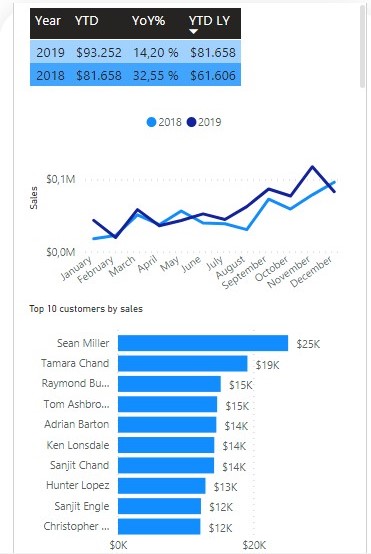 Year YTD YoY% YTD LY
2019 $93.252 14,20 % $81.658
2018 $81.658 32,55 % $61.606
2018 2019
$0,1M
Sales
$0,0M
January February March April May June July August September October November December
Top 10 customers by sales
Sean Miller $25K
Tamara Chand $19K
Raymond Bu... $15K
Tom Ashbro... $15K
Adrian Barton $14K
Ken Lonsdale $14K
Sanjit Chand $14K
Hunter Lopez $13K
Sanjit Engle $12K
Christopher ... $12K
$0K $20K